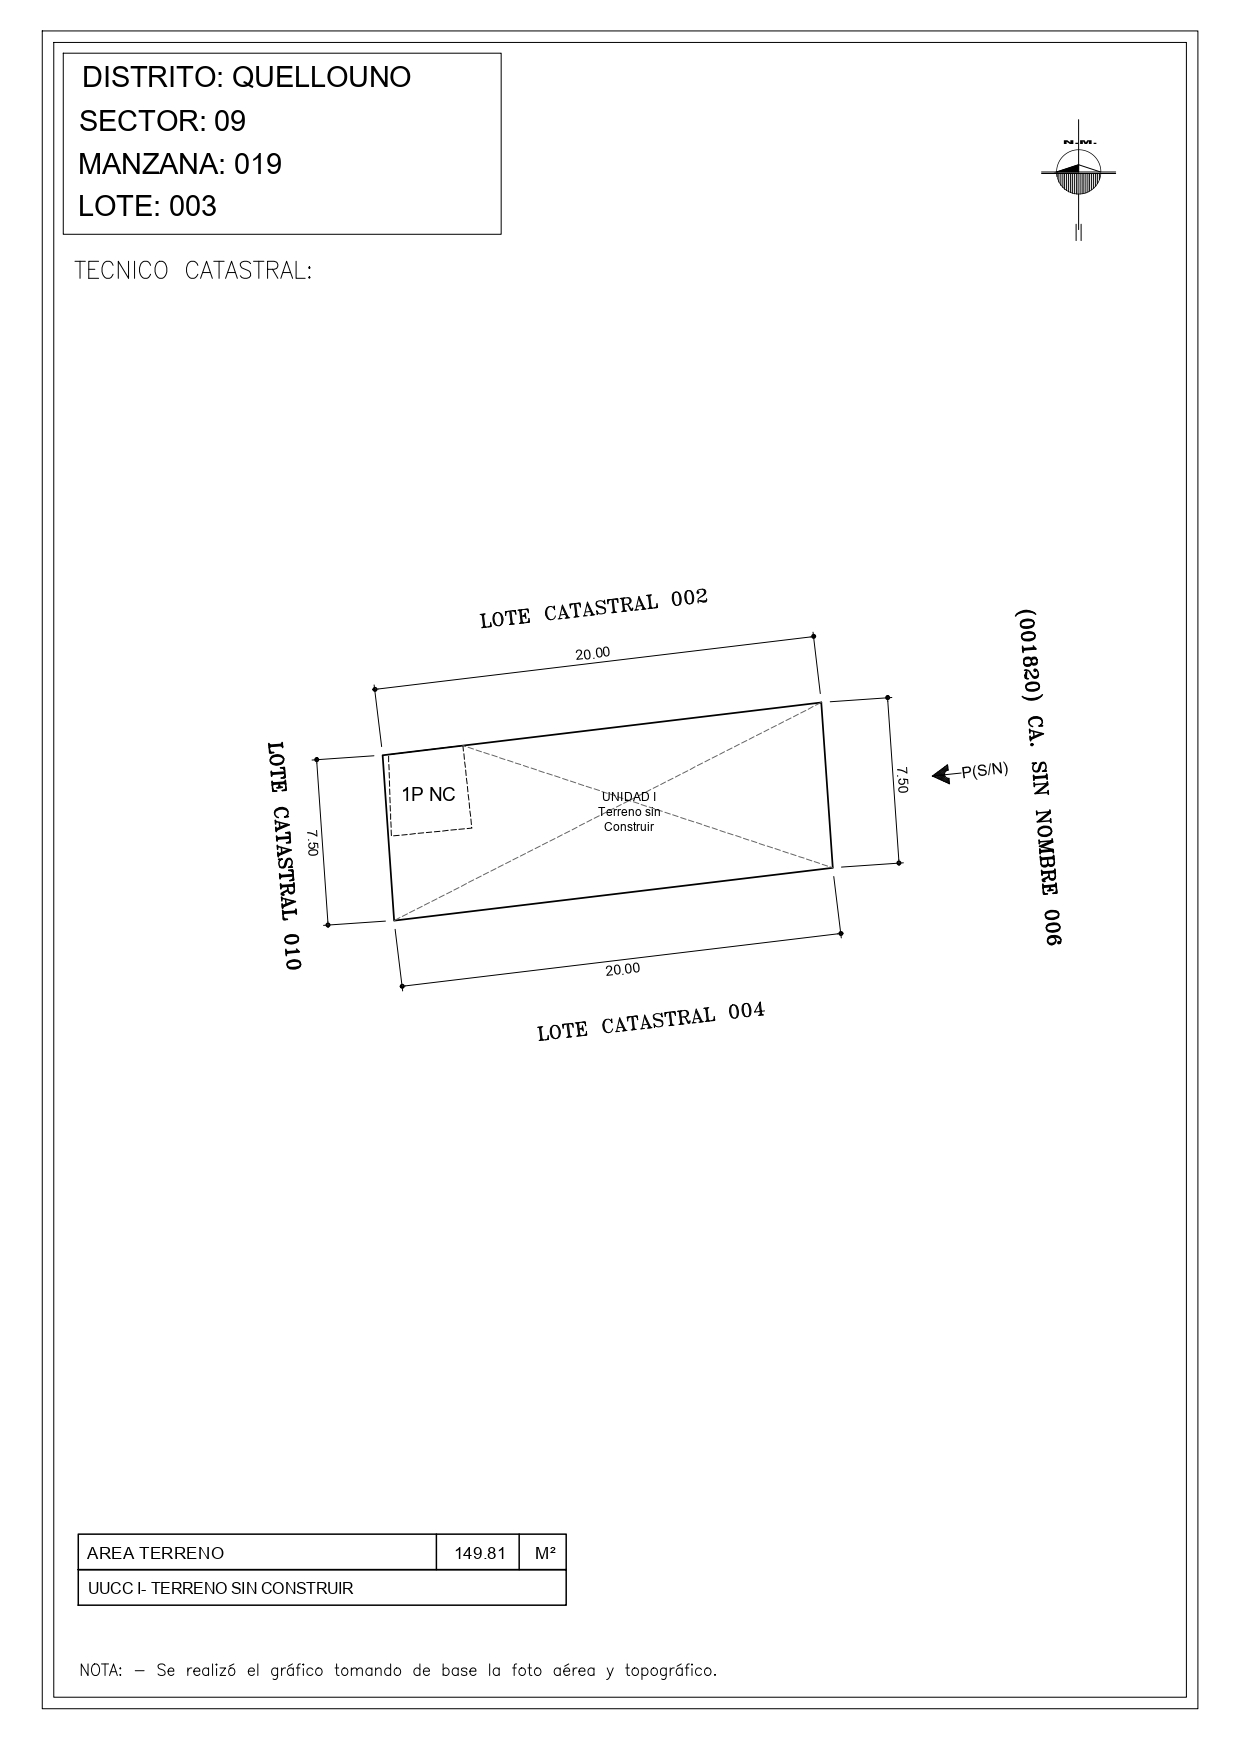 DISTRITO: QUELLOUNO
SECTOR: 09
MANZANA: 019
LOTE: 003
N.M.
TECNICO CATASTRAL:
LOTE CATASTRAL 002
20.00
(001820) CA. SIN NOMBRE 006
7.50
P(S/N)
LOTE CATASTRAL 010
7.50
1P NC
UNIDAD I
Terreno sin
Construir
20.00
LOTE CATASTRAL 004
AREA TERRENO 149.81 M²
UUCC I- TERRENO SIN CONSTRUIR
NOTA: - Se realizó el gráfico tomando de base la foto aérea y topográfico.